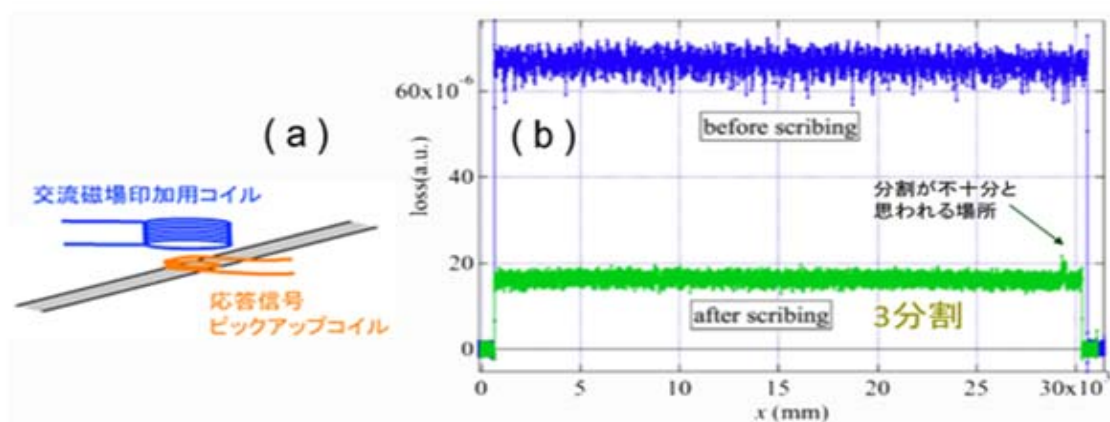 (a)
交流磁場印加用コイル
応答信号
ピックアップコイル
(b)
loss(a.u.)
60x10⁻⁶
40
20
0
before scribing
分割が不十分と
思われる場所
after scribing
3分割
0
5
10
15
20
25
x (mm)